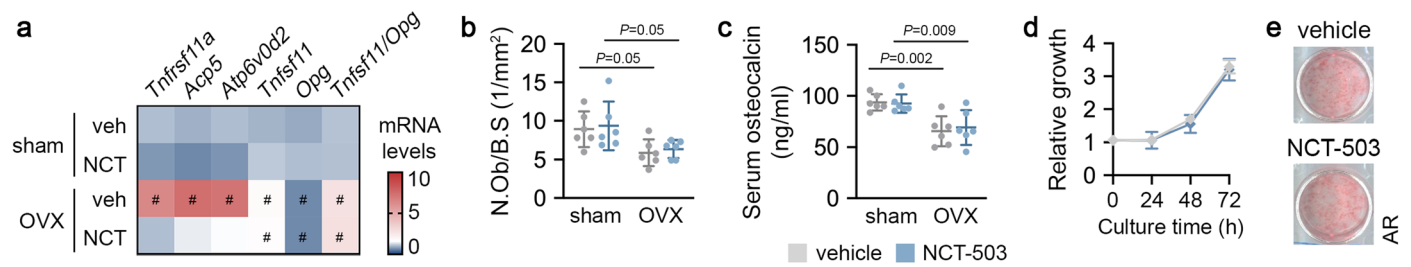 a
Tnfrsf11a
Acp5
Atp6v0d2
Tnfsf11
Opg
Tnfsf11/Opg
sham
veh
NCT
OVX
veh # # # # # #
NCT # # #
mRNA
levels
10
0
b
N.Ob/B.S (1/mm²)
20
15
10
5
0
P=0.05
P=0.05
sham OVX
c
Serum osteocalcin
(ng/ml)
150
100
50
0
P=0.009
P=0.002
sham OVX
vehicle NCT-503
d
Relative growth
4
3
2
1
0
0 24 48 72
Culture time (h)
e
vehicle
NCT-503
AR